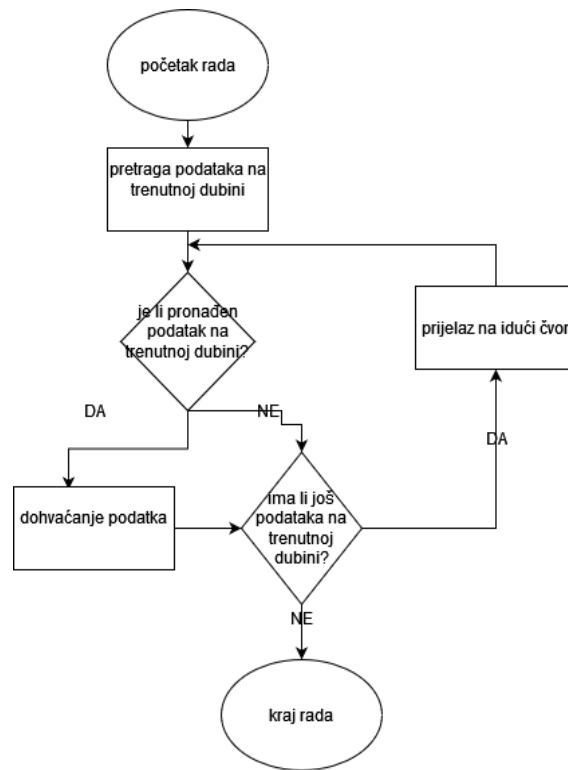 početak rada
pretraga podataka na
trenutnoj dubini
je li pronađen
podatak na
trenutnoj dubini?
prijelaz na idući čvor
DA
NE
DA
dohvaćanje podatka
ima li još
podataka na
trenutnoj
dubini?
NE
kraj rada